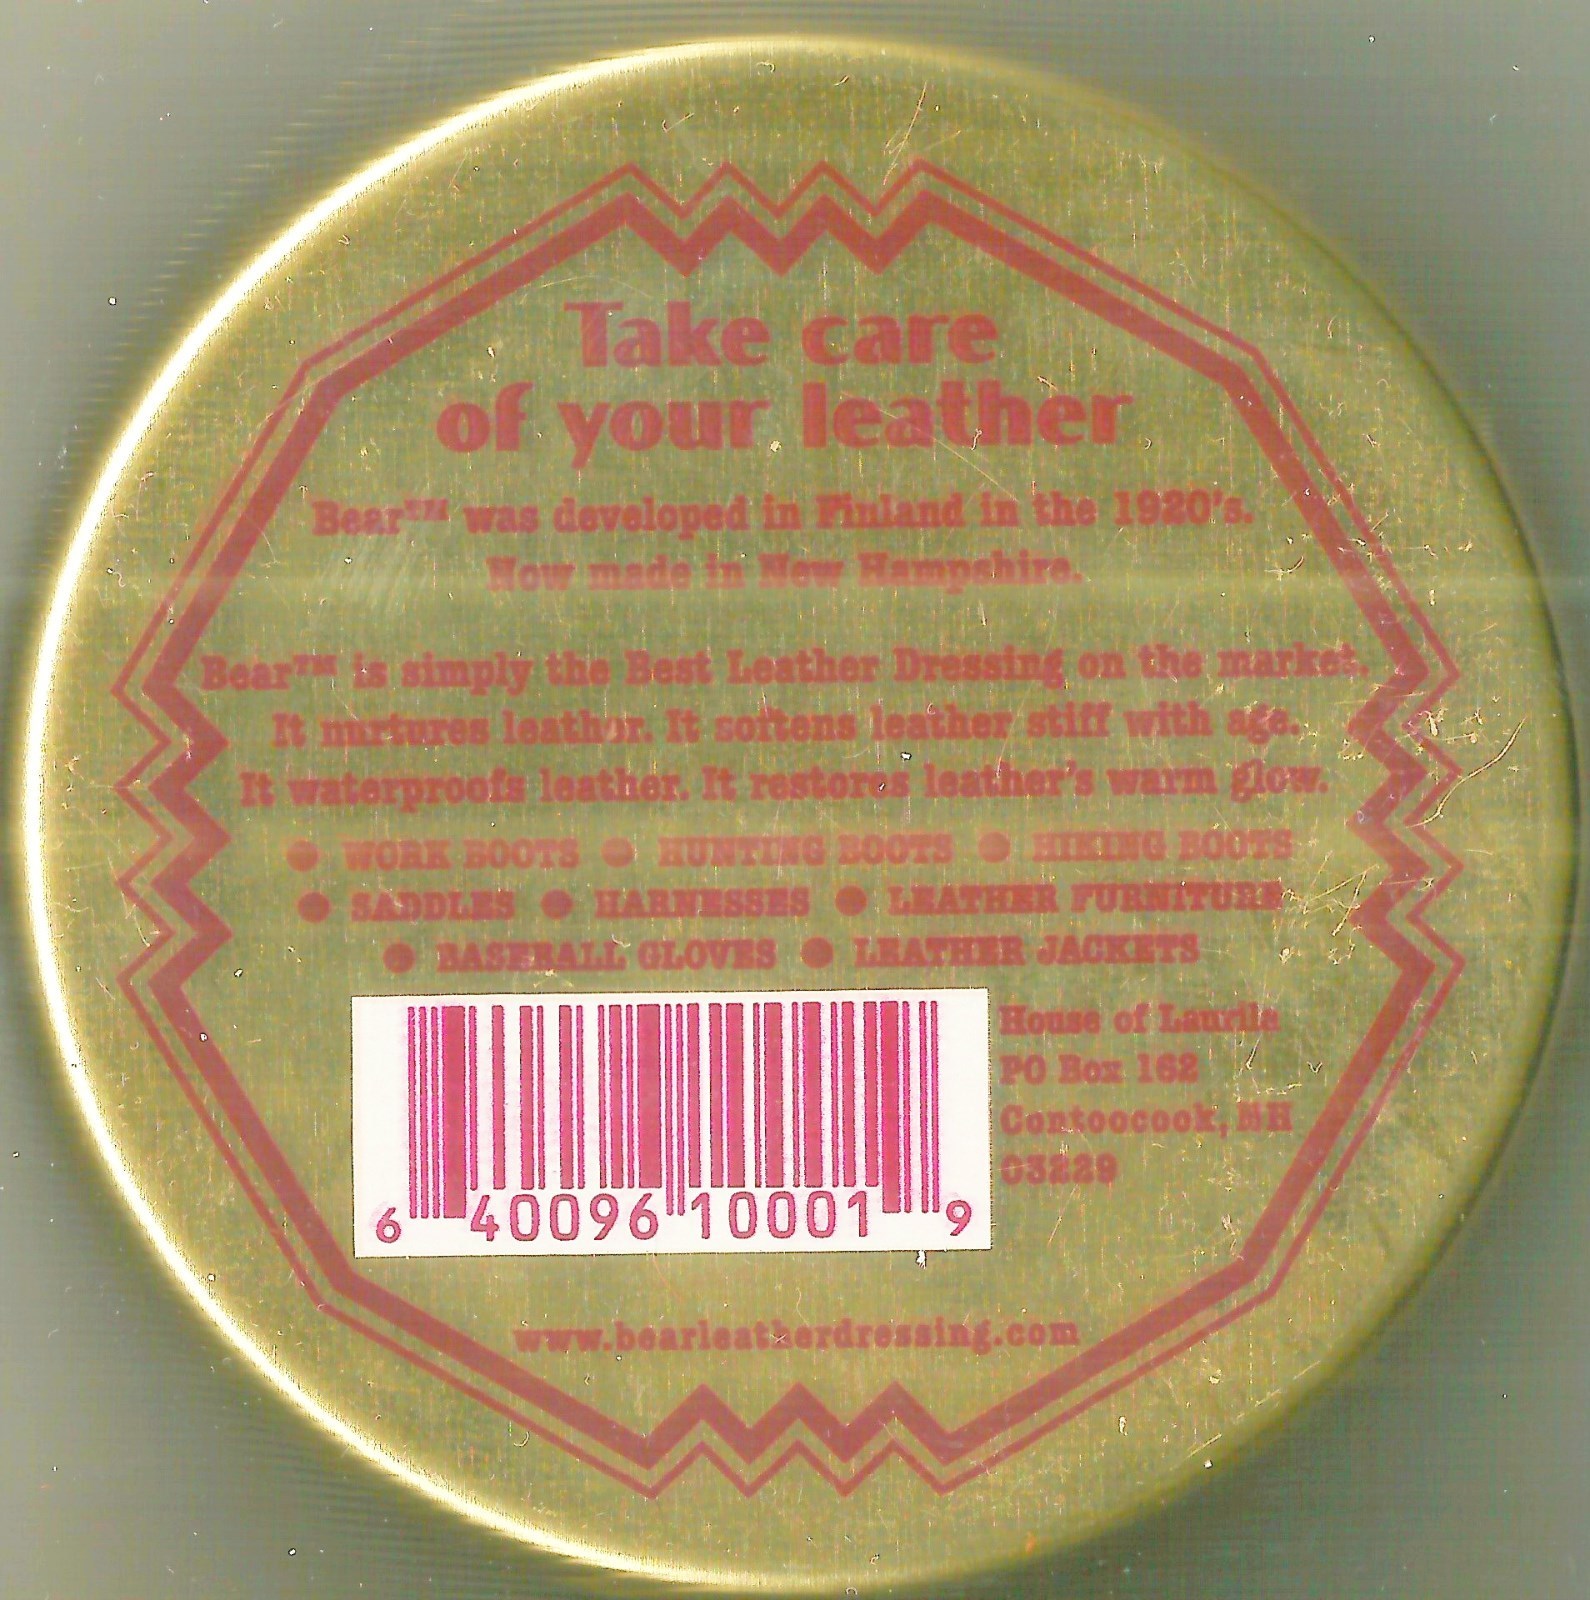 Take care
of your leather
Bear™ was developed in Finland in the 1920's.
Now made in New Hampshire.
Bear™ is simply the Best Leather Dressing on the market.
It nurtures leather. It softens leather stiff with age.
It waterproofs leather. It restores leather's warm glow.
● WORK BOOTS ● HUNTING BOOTS ● HIKING BOOTS
● SADDLES ● HARNESSES ● LEATHER FURNITURE
● BASEBALL GLOVES ● LEATHER JACKETS
House of Laurila
PO Box 162
Contoocook, NH
03229
6 40096 10001 9
www.bearleatherdressing.com